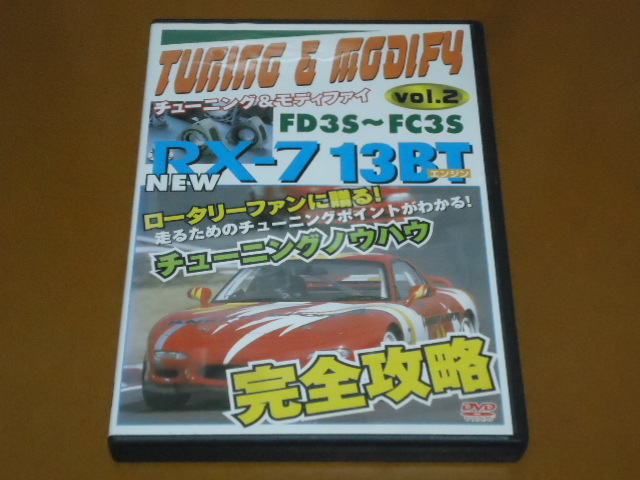 TUNING & MODIFY
チューニング&モディファイ
vol.2
FD3S～FC3S
NEW RX-7 13BT
エンジン
ロータリーファンに贈る!
走るためのチューニングポイントがわかる!
チューニングノウハウ
完全攻略
DVD
VIDEO